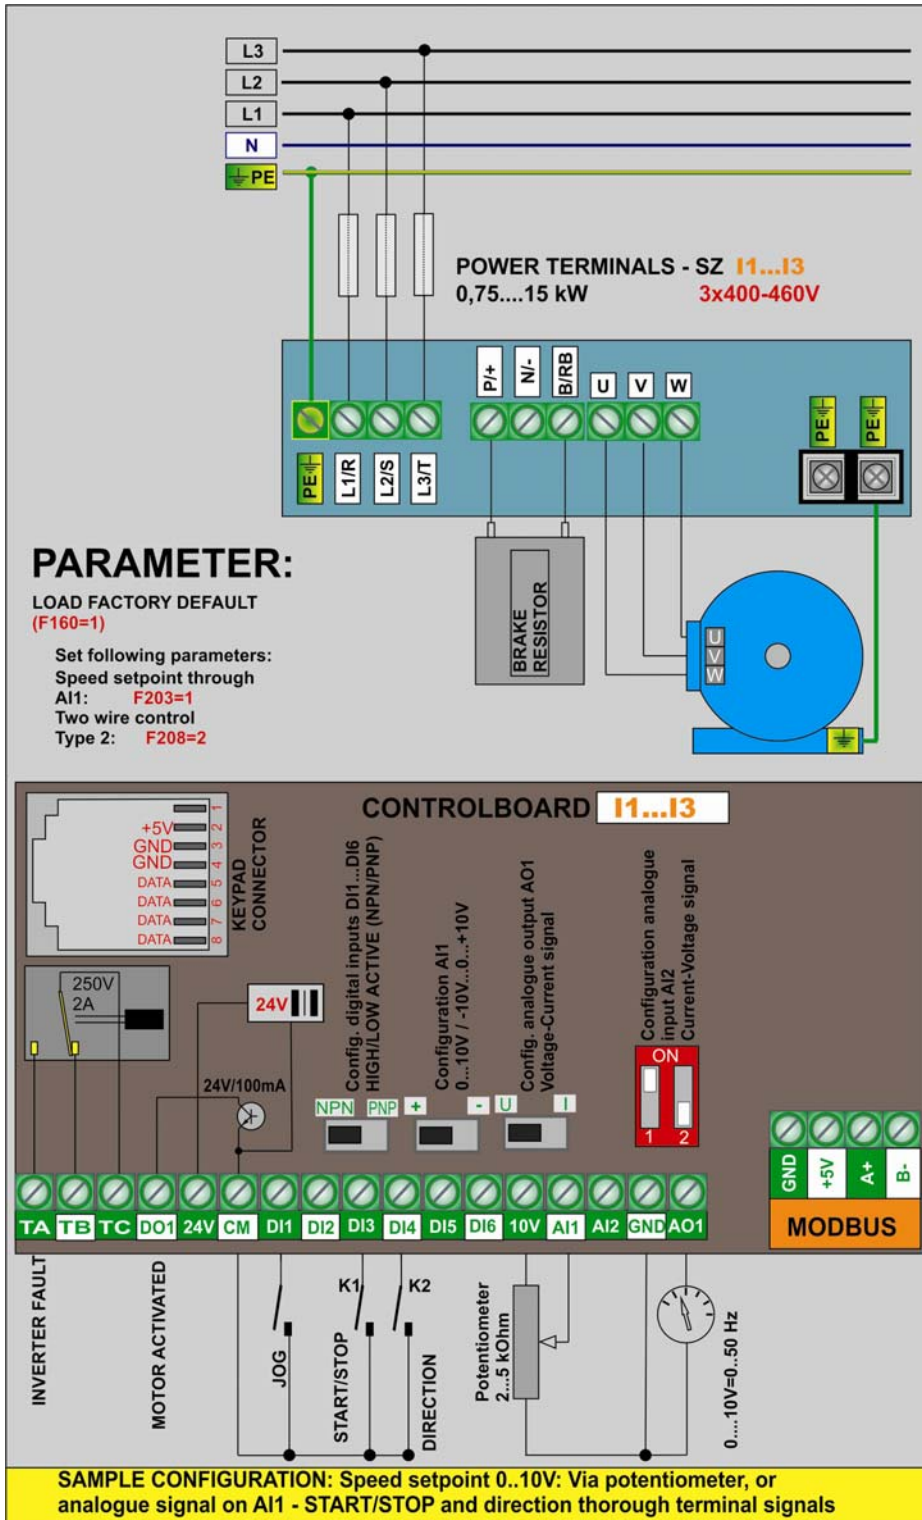 L3
L2
L1
N
PE
POWER TERMINALS - SZ I1...I3
0,75....15 kW 3x400-460V
P/+
N/-
B/RB
U
V
W
PE
L1/R
L2/S
L3/T
PE
PE
BRAKE
RESISTOR
U
V
W
PARAMETER:
LOAD FACTORY DEFAULT
(F160=1)
Set following parameters:
Speed setpoint through
AI1: F203=1
Two wire control
Type 2: F208=2
CONTROLBOARD I1...I3
1
+5V 2
GND 3
GND 4
DATA 5
DATA 6
DATA 7
DATA 8
KEYPAD
CONNECTOR
250V
2A
24V
24V/100mA
Config. digital inputs DI1...DI6
HIGH/LOW ACTIVE (NPN/PNP)
NPN PNP
Configuration AI1
0...10V / -10V...0...+10V
+ -
Config. analogue output AO1
Voltage-Current signal
U I
Configuration analogue
input AI2
Current-Voltage signal
ON
1 2
GND +5V A+ B-
MODBUS
TA TB TC DO1 24V CM DI1 DI2 DI3 DI4 DI5 DI6 10V AI1 AI2 GND AO1
INVERTER FAULT
MOTOR ACTIVATED
JOG
K1
START/STOP
K2
DIRECTION
Potentiometer
2...5 kOhm
0....10V=0..50 Hz
SAMPLE CONFIGURATION: Speed setpoint 0..10V: Via potentiometer, or
analogue signal on AI1 - START/STOP and direction thorough terminal signals